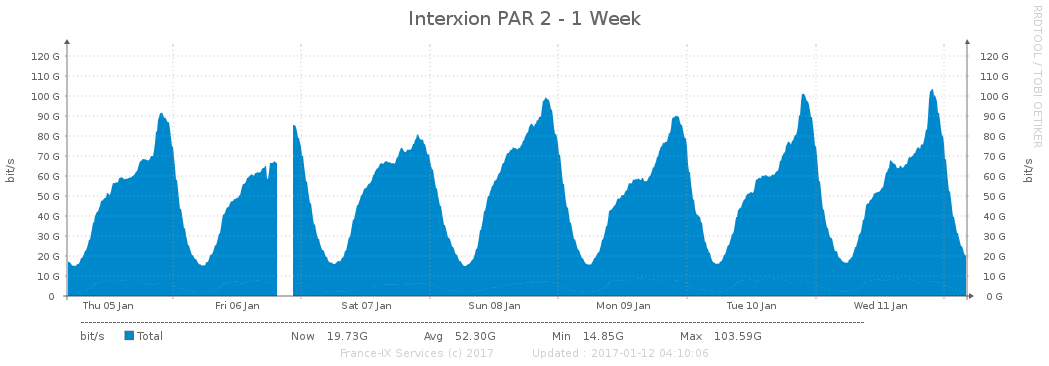 Interxion PAR 2 - 1 Week
RRDTOOL / TOBI OETIKER
bit/s
120 G 120 G
110 G 110 G
100 G 100 G
90 G 90 G
80 G 80 G
70 G 70 G
60 G 60 G
50 G 50 G
40 G 40 G
30 G 30 G
20 G 20 G
10 G 10 G
0 0 G
bit/s
Thu 05 Jan Fri 06 Jan Sat 07 Jan Sun 08 Jan Mon 09 Jan Tue 10 Jan Wed 11 Jan
bit/s Total Now 19.73G Avg 52.30G Min 14.85G Max 103.59G
France-IX Services (c) 2017 Updated : 2017-01-12 04:10:06